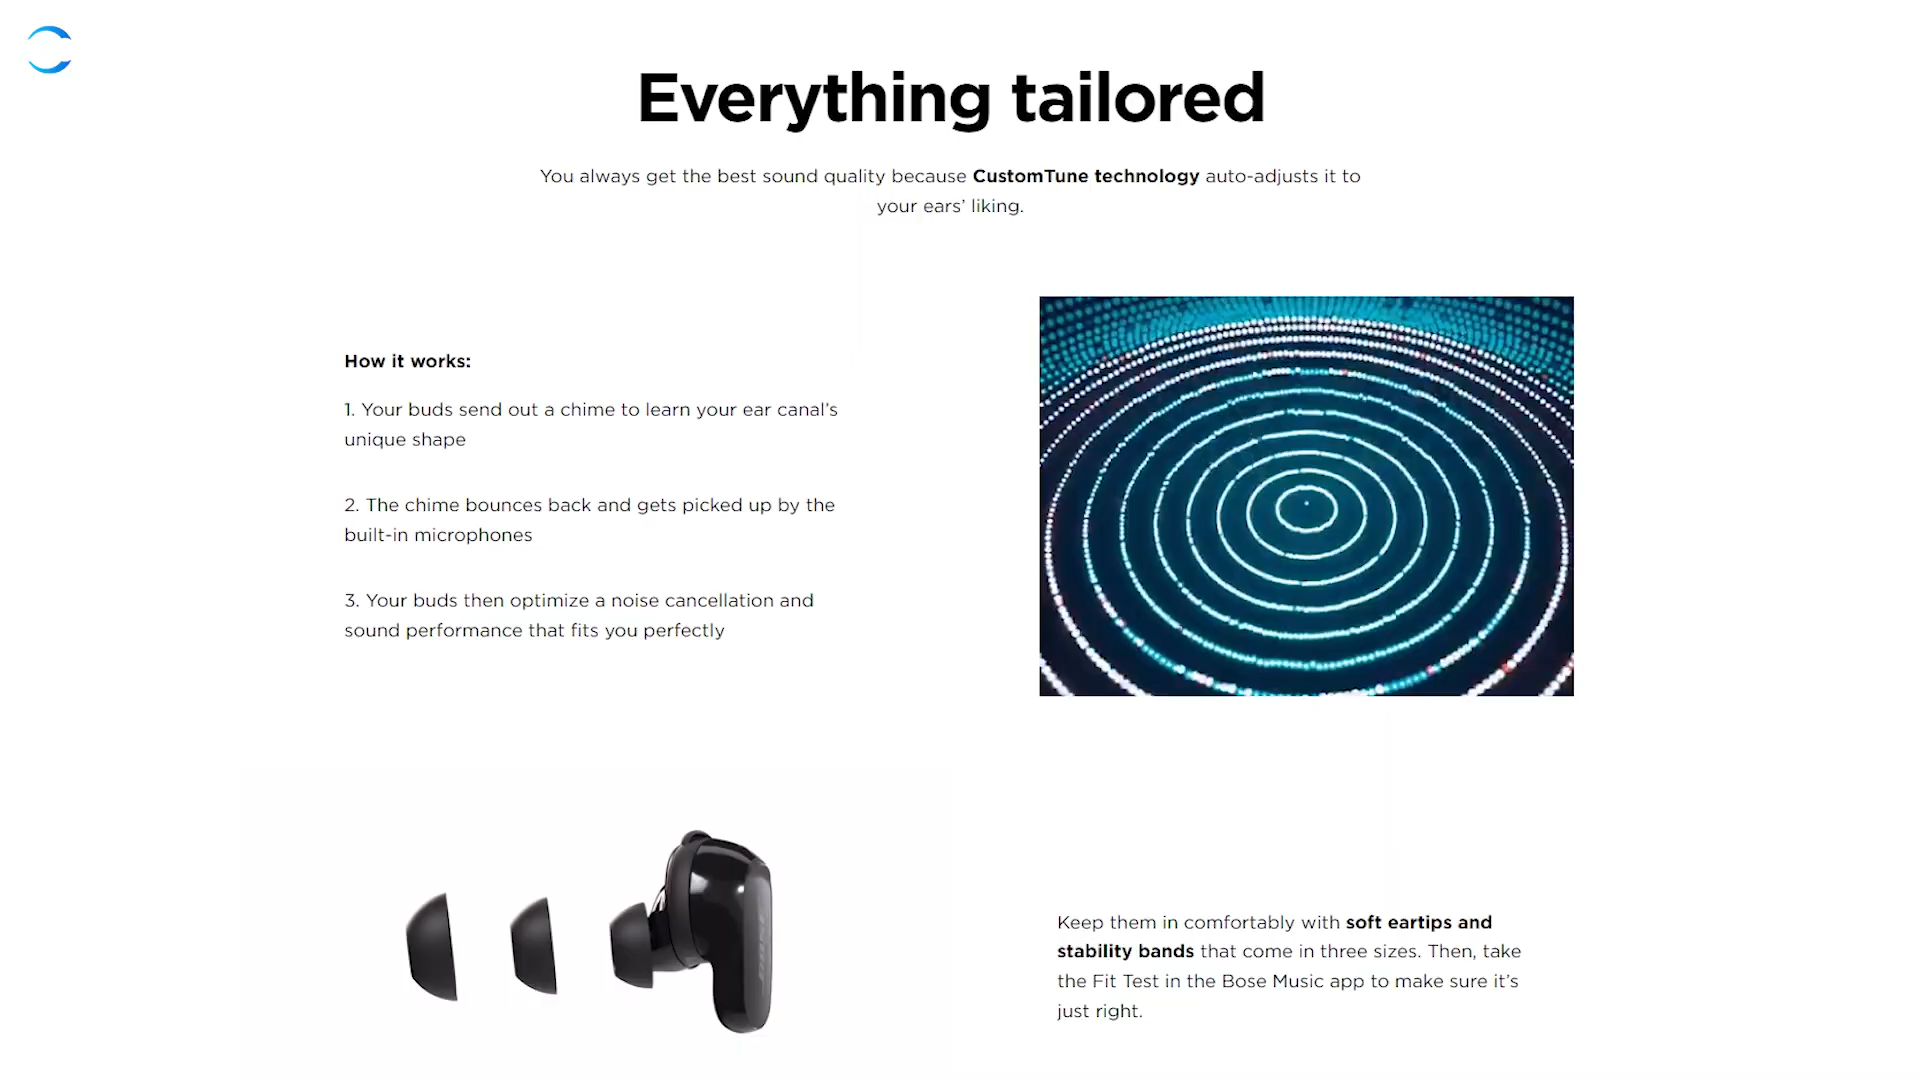 Everything tailored
You always get the best sound quality because CustomTune technology auto-adjusts it to
your ears’ liking.
How it works:
1. Your buds send out a chime to learn your ear canal’s
unique shape
2. The chime bounces back and gets picked up by the
built-in microphones
3. Your buds then optimize a noise cancellation and
sound performance that fits you perfectly
BOSE
Keep them in comfortably with soft eartips and
stability bands that come in three sizes. Then, take
the Fit Test in the Bose Music app to make sure it’s
just right.